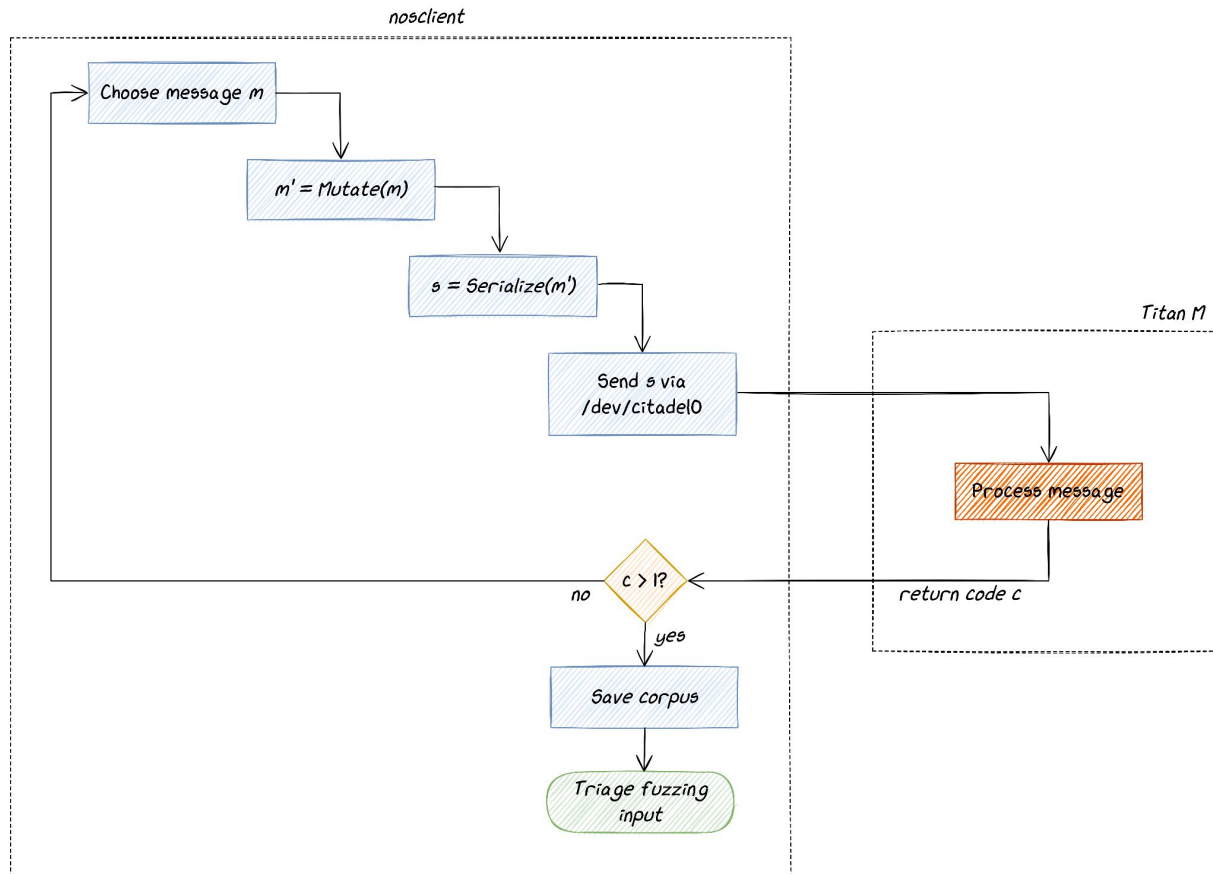 nosclient
Choose message m
m' = Mutate(m)
s = Serialize(m')
Titan M
Send s via
/dev/citadel0
Process message
c > 1?
no
return code c
yes
Save corpus
Triage fuzzing
input